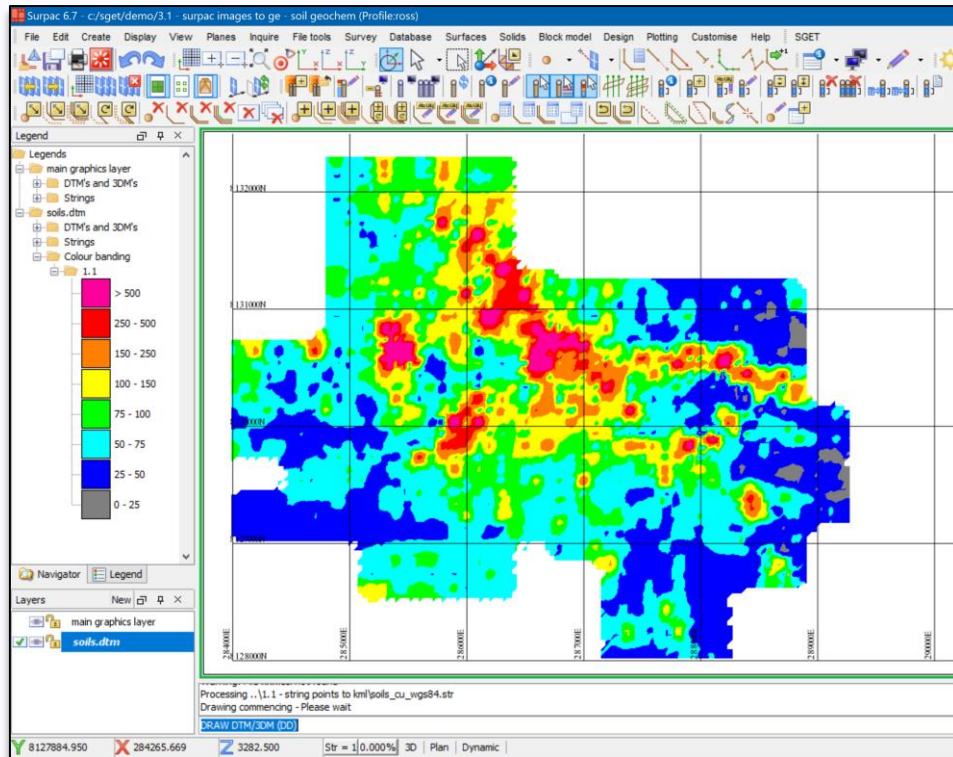 Surpac 6.7 - c:/sget/demo/3.1 - surpac images to ge - soil geochem (Profile:ross)
File Edit Create Display View Planes Inquire File tools Survey Database Surfaces Solids Block model Design Plotting Customise Help SGET
Legend
Legends
main graphics layer
DTM's and 3DM's
Strings
soils.dtm
DTM's and 3DM's
Strings
Colour banding
1.1
> 500
250 - 500
150 - 250
100 - 150
75 - 100
50 - 75
25 - 50
0 - 25
Navigator Legend
Layers New
main graphics layer
soils.dtm
132000N
131000N
128000N
284000E
285000E
286000E
287000E
289000E
290000E
Processing ..\1.1 - string points to kml\soils_cu_wgs84.str
Drawing commencing - Please wait
DRAW DTM/3DM (DD)
Y 8127884.950 X 284265.669 Z 3282.500 Str = 1 0.000% 3D Plan Dynamic